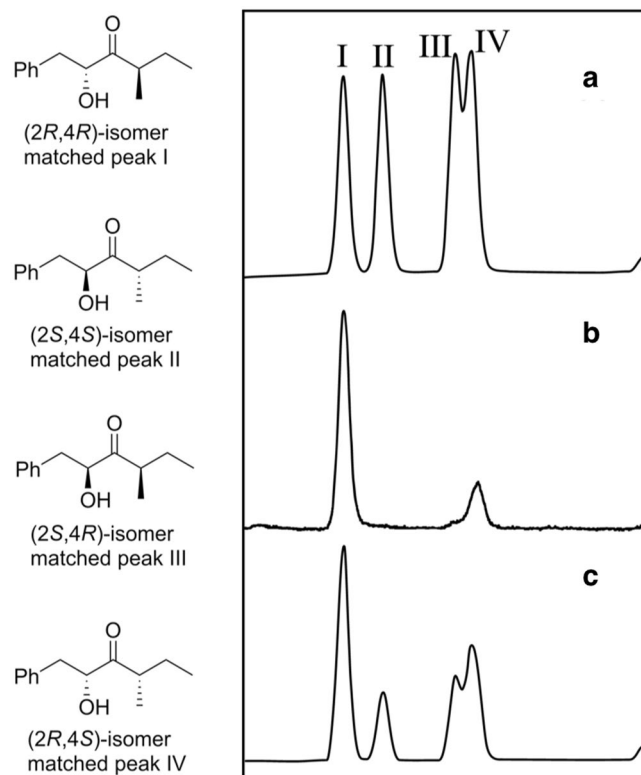 O
Ph
OH
(2R,4R)-isomer
matched peak I
O
Ph
OH
(2S,4S)-isomer
matched peak II
O
Ph
OH
(2S,4R)-isomer
matched peak III
O
Ph
OH
(2R,4S)-isomer
matched peak IV
I II III IV
a
b
c